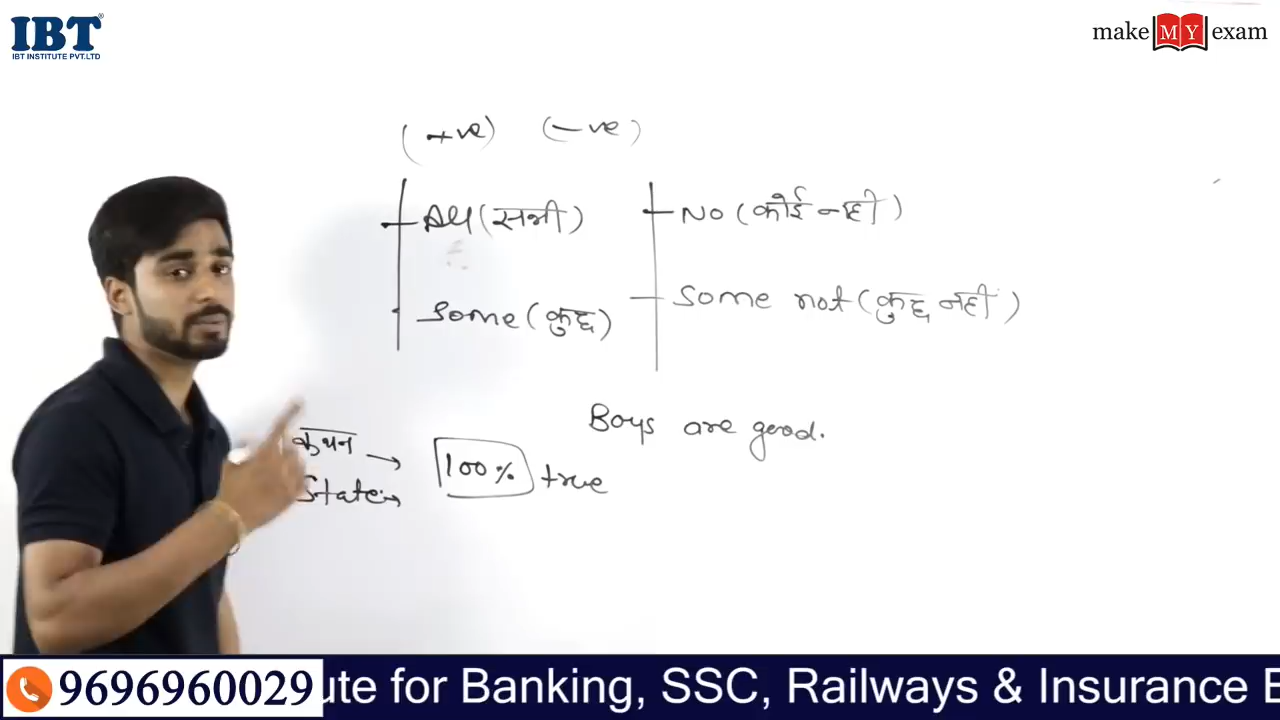 IBT®
IBT INSTITUTE PVT.LTD
make MY exam
(+ve) (-ve)
All (सभी)
No (कोई नही)
Some (कुछ)
Some not (कुछ नहीं)
Boys are good.
कथन → 100% true
State: →
9696960029
ute for Banking, SSC, Railways & Insurance E